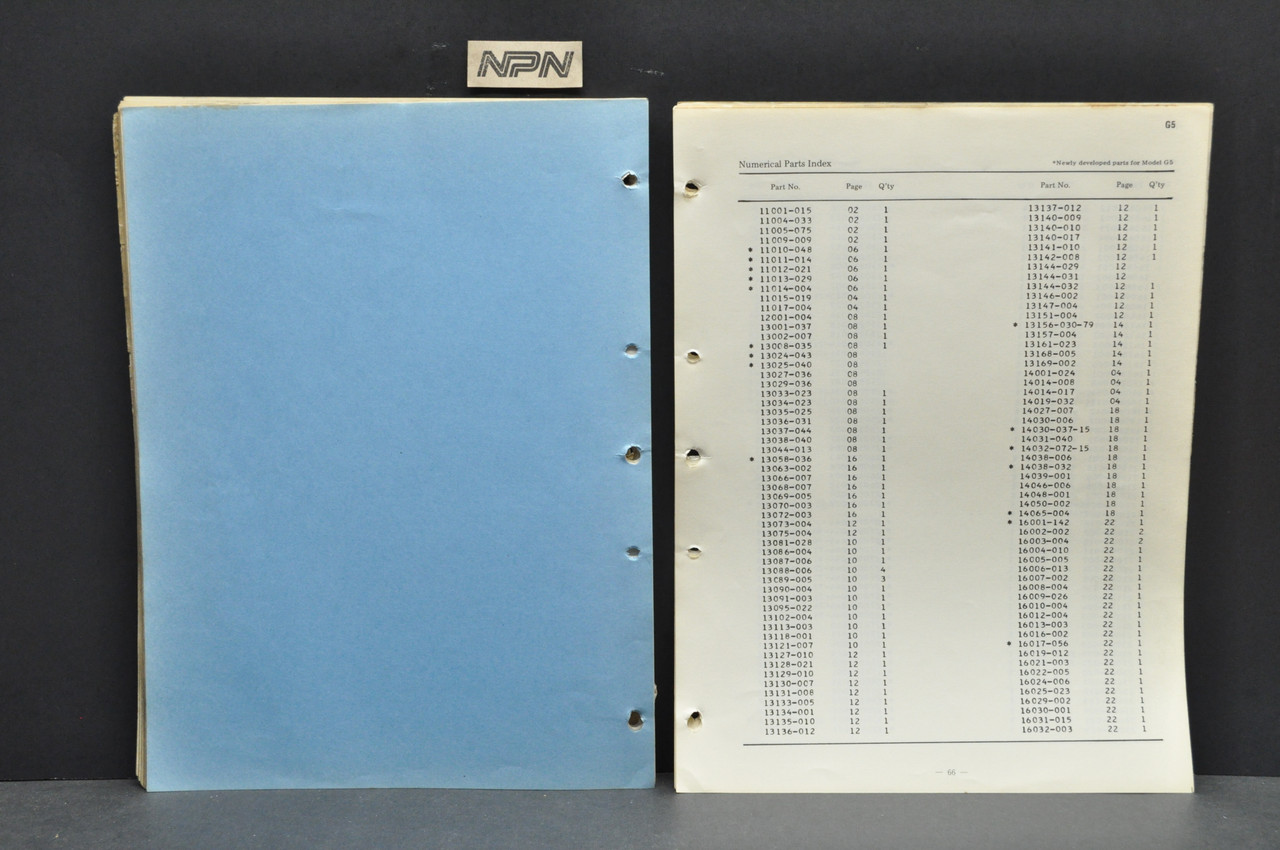 NPN
G5
Numerical Parts Index
*Newly developed parts for Model G5
Part No. Page Q'ty
11001-015 02 1
11004-033 02 1
11005-075 02 1
11009-009 02 1
* 11010-048 06 1
* 11011-014 06 1
* 11012-021 06 1
* 11013-029 06 1
* 11014-004 06 1
11015-019 04 1
11017-004 04 1
12001-004 08 1
13001-037 08 1
13002-007 08 1
* 13008-035 08 1
* 13024-043 08
* 13025-040 08
13027-036 08
13029-036 08
13033-023 08 1
13034-023 08 1
13035-025 08 1
13036-031 08 1
13037-044 08 1
13038-040 08 1
13044-013 08 1
* 13058-036 16 1
13063-002 16 1
13066-007 16 1
13068-007 16 1
13069-005 16 1
13070-003 16 1
13072-003 16 1
13073-004 12 1
13075-004 12 1
13081-028 10 1
13086-004 10 1
13087-006 10 1
13088-006 10 4
13089-005 10 3
13090-004 10 1
13091-003 10 1
13095-022 10 1
13102-004 10 1
13113-003 10 1
13118-001 10 1
13121-007 10 1
13127-010 12 1
13128-021 12 1
13129-010 12 1
13130-007 12 1
13131-008 12 1
13133-005 12 1
13134-001 12 1
13135-010 12 1
13136-012 12 1
Part No. Page Q'ty
13137-012 12 1
13140-009 12 1
13140-010 12 1
13140-017 12 1
13141-010 12 1
13142-008 12 1
13144-029 12
13144-031 12
13144-032 12 1
13146-002 12 1
13147-004 12 1
13151-004 12 1
* 13156-030-79 14 1
13157-004 14 1
13161-023 14 1
13168-005 14 1
13169-002 14 1
14001-024 04 1
14014-008 04 1
14014-017 04 1
14019-032 04 1
14027-007 18 1
14030-006 18 1
* 14030-037-15 18 1
14031-040 18 1
* 14032-072-15 18 1
14038-006 18 1
* 14038-032 18 1
14039-001 18 1
14046-006 18 1
14048-001 18 1
14050-002 18 1
* 14065-004 18 1
* 16001-142 22 1
16002-002 22 2
16003-004 22 2
16004-010 22 1
16005-005 22 1
16006-013 22 1
16007-002 22 1
16008-004 22 1
16009-026 22 1
16010-004 22 1
16012-004 22 1
16013-003 22 1
16016-002 22 1
* 16017-056 22 1
16019-012 22 1
16021-003 22 1
16022-005 22 1
16024-006 22 1
16025-023 22 1
16029-002 22 1
16030-001 22 1
16031-015 22 1
16032-003 22 1
— 66 —